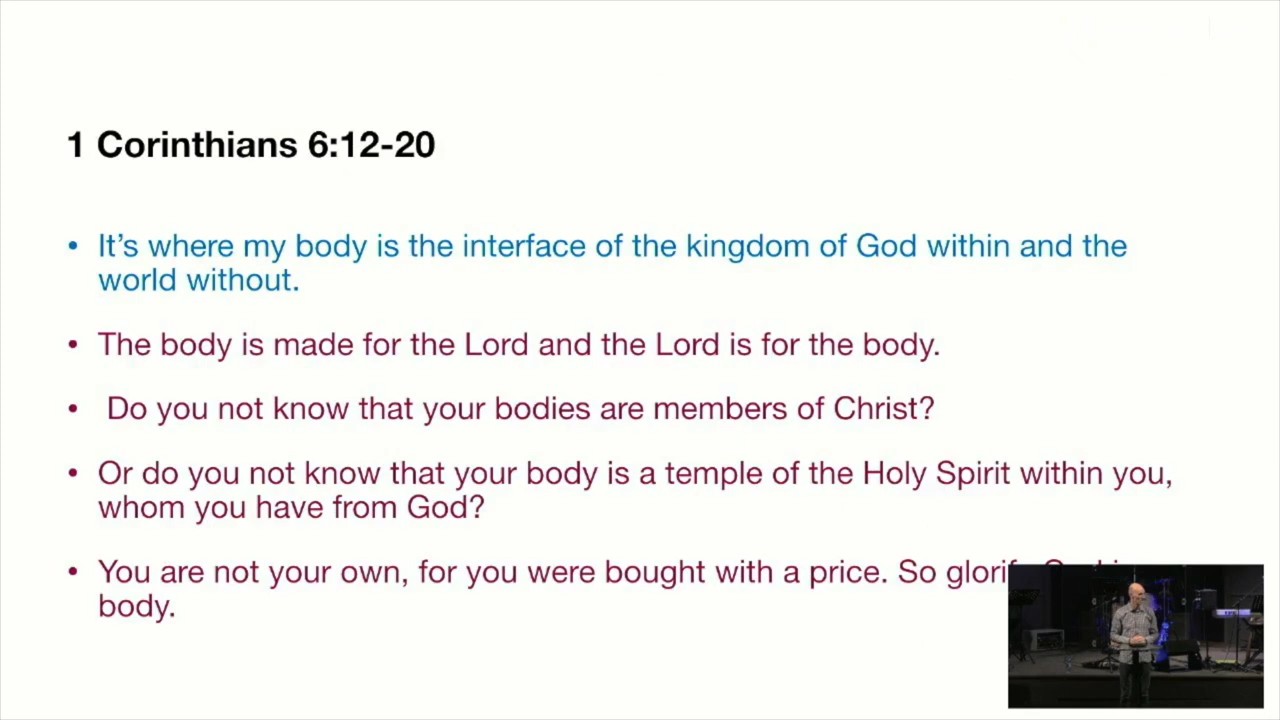 1 Corinthians 6:12-20
• It’s where my body is the interface of the kingdom of God within and the
world without.
• The body is made for the Lord and the Lord is for the body.
• Do you not know that your bodies are members of Christ?
• Or do you not know that your body is a temple of the Holy Spirit within you,
whom you have from God?
• You are not your own, for you were bought with a price. So
body.